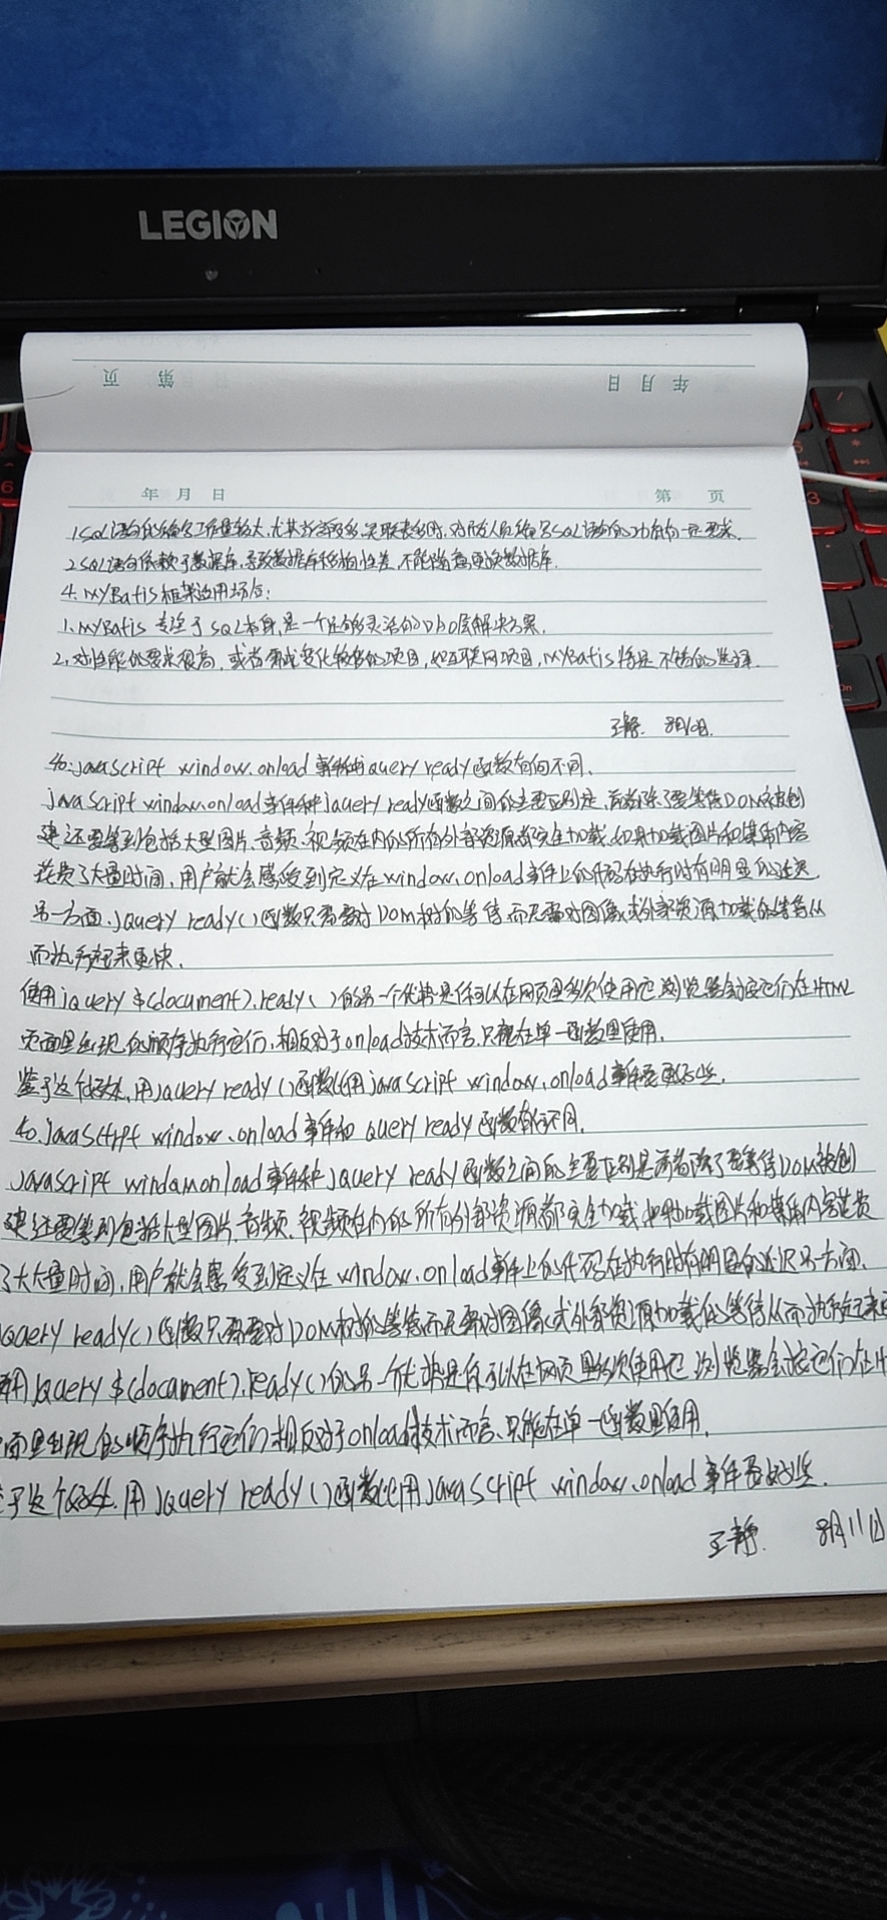 LEGION
第 页
年 月 日
年 月 日
第 页
1.SQL语句的编写工作量较大,尤其在字段多、关联表多时,对开发人员编写SQL语句的功底有一定要求.
2.SQL语句依赖于数据库,导致数据库移植性差,不能随意更换数据库.
4.MyBatis框架适用场合:
1.MyBatis 专注于SQL本身,是一个足够灵活的DAO层解决方案.
2.对性能的要求很高,或者需求变化较多的项目,如互联网项目,MyBatis将是不错的选择.
王静. 8月10日.
40.JavaScript window.onload 事件和jQuery ready函数有何不同.
JavaScript window.onload事件和jQuery ready函数之间的主要区别是,前者除了要等待DOM被创
建还要等到包括大型图片、音频、视频在内的所有外部资源都完全加载,如果加载图片和媒体内容
花费了大量时间,用户就会感受到定义在window.onload事件上的代码在执行时有明显的延迟
另一方面.jQuery ready()函数只需要对DOM树的等待而无需对图像或外部资源加载的等待从
而执行起来更快.
使用jQuery $(document).ready()的另一个优势是你可以在网页里多次使用它浏览器会按它们在HTML
页面里出现的顺序执行它们,相反对于onload技术而言,只能在单一函数里使用.
鉴于这个好处,用jQuery ready()函数比用JavaScript window.onload事件要更好些.
40.JavaScript window.onload事件和 query ready函数有何不同.
JavaScript window.onload事件和jQuery ready函数之间的主要区别是前者除了要等待DOM被创
建还要等到包括大型图片,音频,视频在内的所有外部资源都完全加载如果加载图片和媒体内容花费
了大大量时间,用户就会感受到定义在window.onload事件上的代码在执行时有明显的延迟另一方面.
Query ready()函数只需要对DOM树的等待而无需对图像或外部资源加载的等待从而执行起来
用jQuery $(document).ready()的另一个优势是你可以在网页里多次使用它浏览器会按它们在H
面里出现的顺序执行它们相反对于onload技术而言、只能在单一函数里使用.
于这个好处.用jQuery ready()函数比用JavaScript window.onload事件要好些.
王静. 8月11日